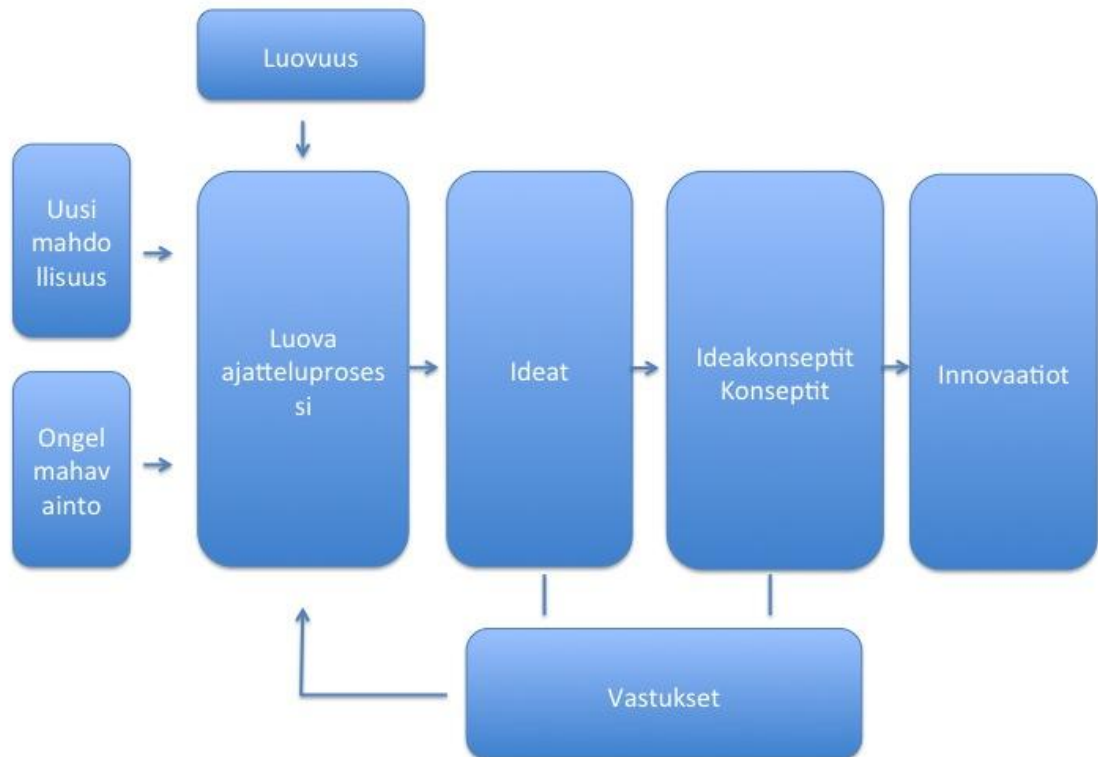 Luovuus
Uusi
mahdo
llisuus
Luova
ajatteluproses
si
Ideat
Ideakonseptit
Konseptit
Innovaatiot
Ongel
mahav
ainto
Vastukset